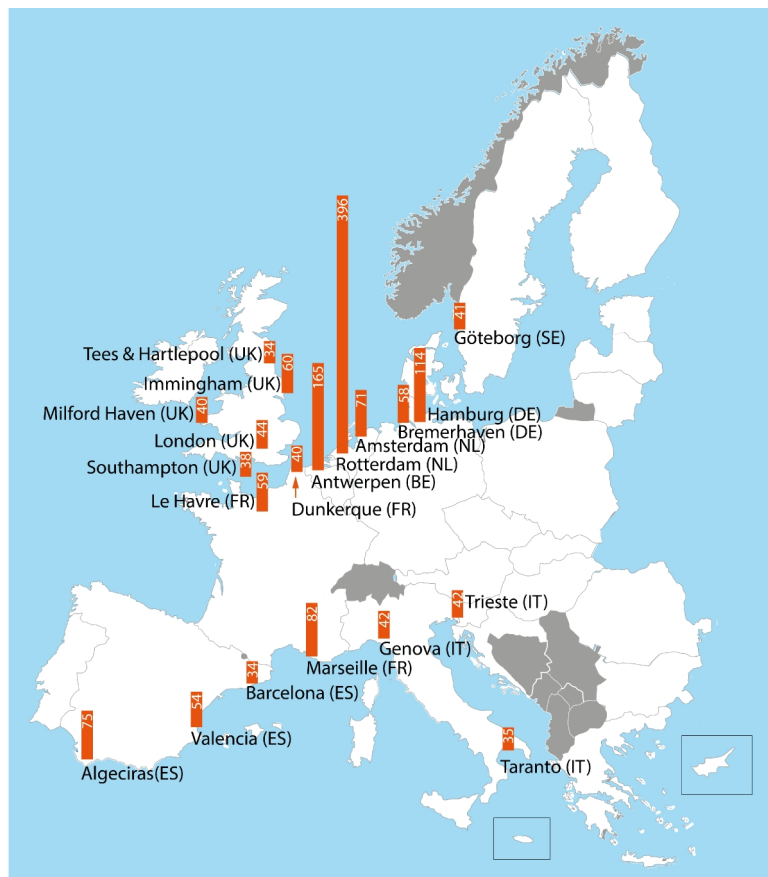 396
41
Göteborg (SE)
34
Tees & Hartlepool (UK)
60
Immingham (UK)
165
114
58
71
Hamburg (DE)
40
Milford Haven (UK)
Bremerhaven (DE)
44
London (UK)
Amsterdam (NL)
40
38
Southampton (UK)
Rotterdam (NL)
Antwerpen (BE)
59
Le Havre (FR)
Dunkerque (FR)
42
Trieste (IT)
82
42
Genova (IT)
Marseille (FR)
34
Barcelona (ES)
54
Valencia (ES)
75
Algeciras(ES)
35
Taranto (IT)